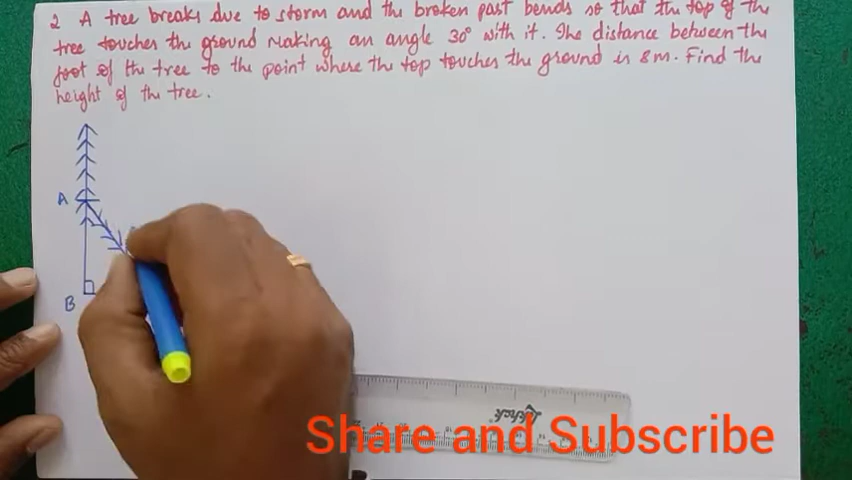 2 A tree breaks due to storm and the broken part bends so that the top of the
tree touches the ground making an angle 30° with it. The distance between the
foot of the tree to the point where the top touches the ground is 8m. Find the
height of the tree.
A
B
Share and Subscribe